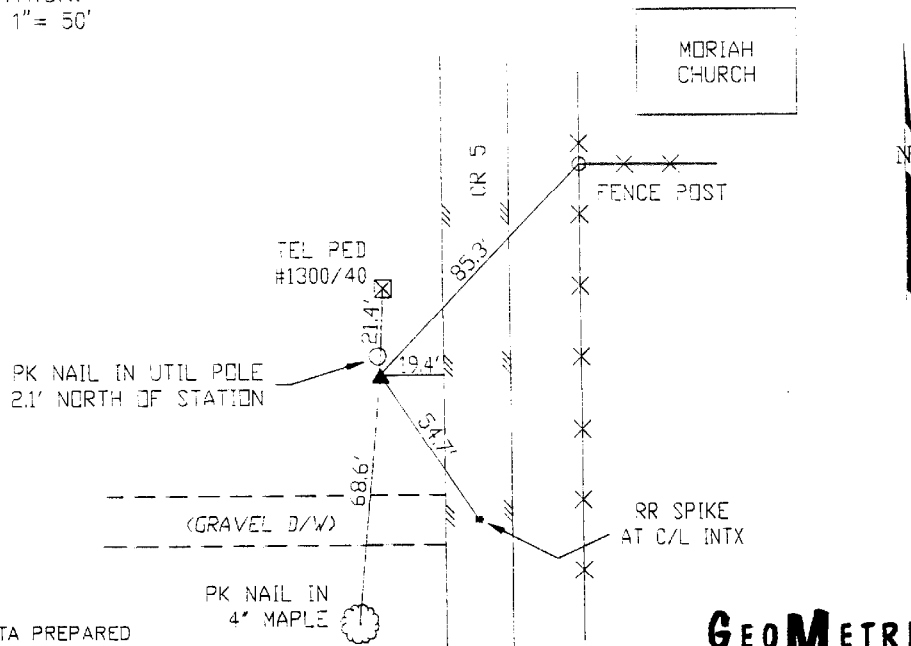 1"= 50'
MORIAH
CHURCH
CR 5
FENCE POST
TEL PED
#1300/40
85.3'
21.4'
19.4'
PK NAIL IN UTIL POLE
2.1' NORTH OF STATION
54.7'
68.6'
(GRAVEL D/W)
RR SPIKE
AT C/L INTX
PK NAIL IN
4" MAPLE
TA PREPARED
GEOMETRI